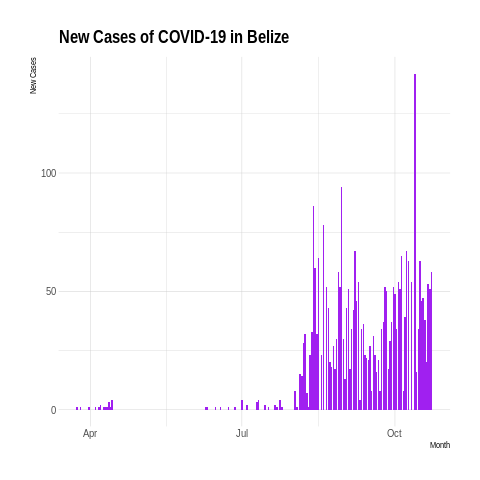 New Cases of COVID-19 in Belize
New Cases
100
50
0
Apr
Jul
Oct
Month